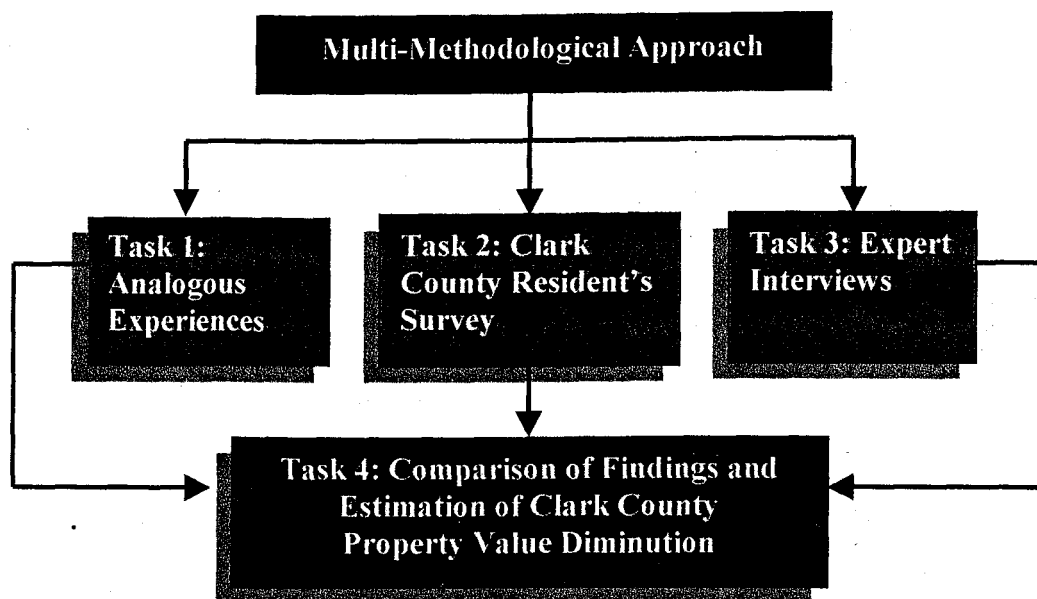 Multi-Methodological Approach
Task 1:
Analogous
Experiences
Task 2: Clark
County Resident's
Survey
Task 3: Expert
Interviews
Task 4: Comparison of Findings and
Estimation of Clark County
Property Value Diminution